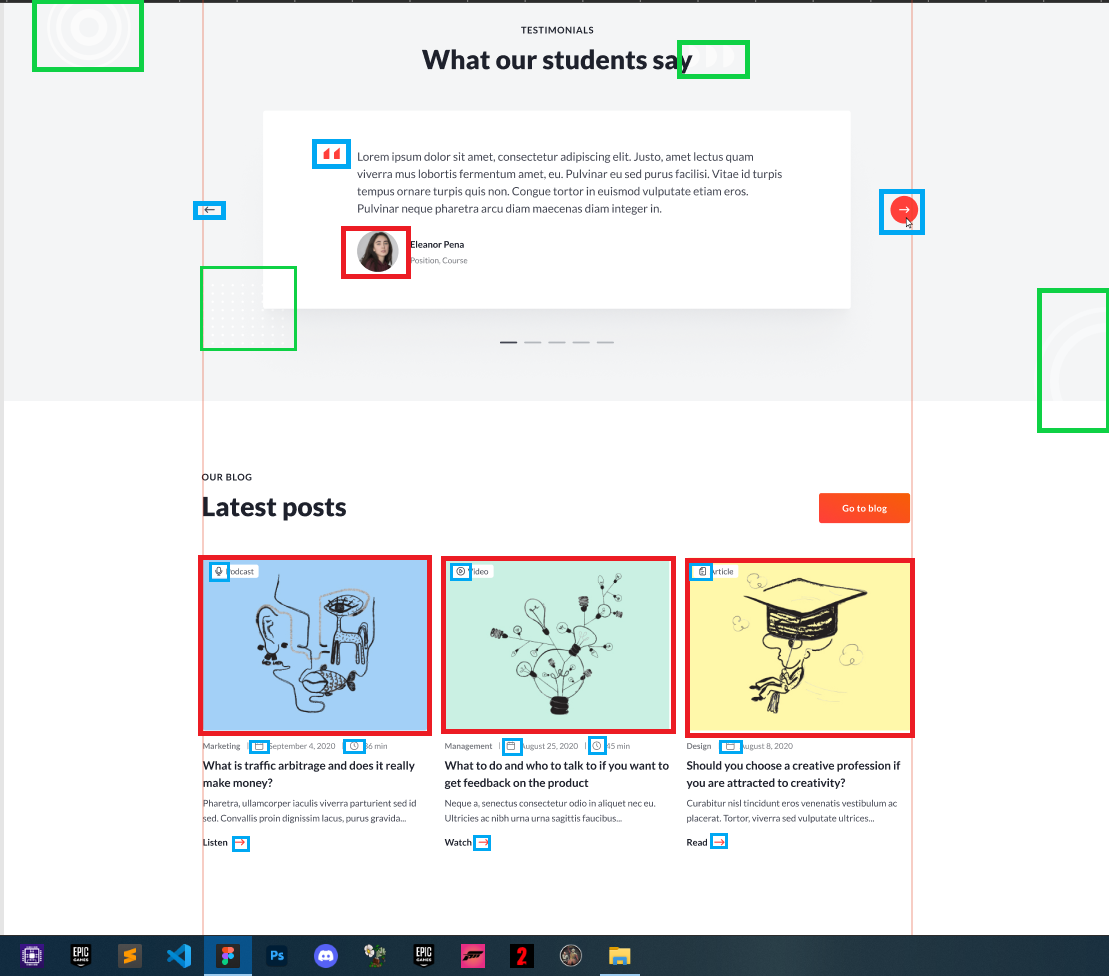 TESTIMONIALS
What our students say
Lorem ipsum dolor sit amet, consectetur adipiscing elit. Justo, amet lectus quam
viverra mus lobortis fermentum amet, eu. Pulvinar eu sed purus facilisi. Vitae id turpis
tempus ornare turpis quis non. Congue tortor in euismod vulputate etiam eros.
Pulvinar neque pharetra arcu diam maecenas diam integer in.
Eleanor Pena
Position, Course
OUR BLOG
Latest posts
Go to blog
Podcast
Video
Article
Marketing | September 4, 2020 | 36 min
Management | August 25, 2020 | 45 min
Design | August 8, 2020
What is traffic arbitrage and does it really
make money?
What to do and who to talk to if you want to
get feedback on the product
Should you choose a creative profession if
you are attracted to creativity?
Pharetra, ullamcorper iaculis viverra parturient sed id
sed. Convallis proin dignissim lacus, purus gravida...
Neque a, senectus consectetur odio in aliquet nec eu.
Ultricies ac nibh urna urna sagittis faucibus...
Curabitur nisl tincidunt eros venenatis vestibulum ac
placerat. Tortor, viverra sed vulputate ultrices...
Listen
Watch
Read
EPIC GAMES
Ps
EPIC GAMES
2